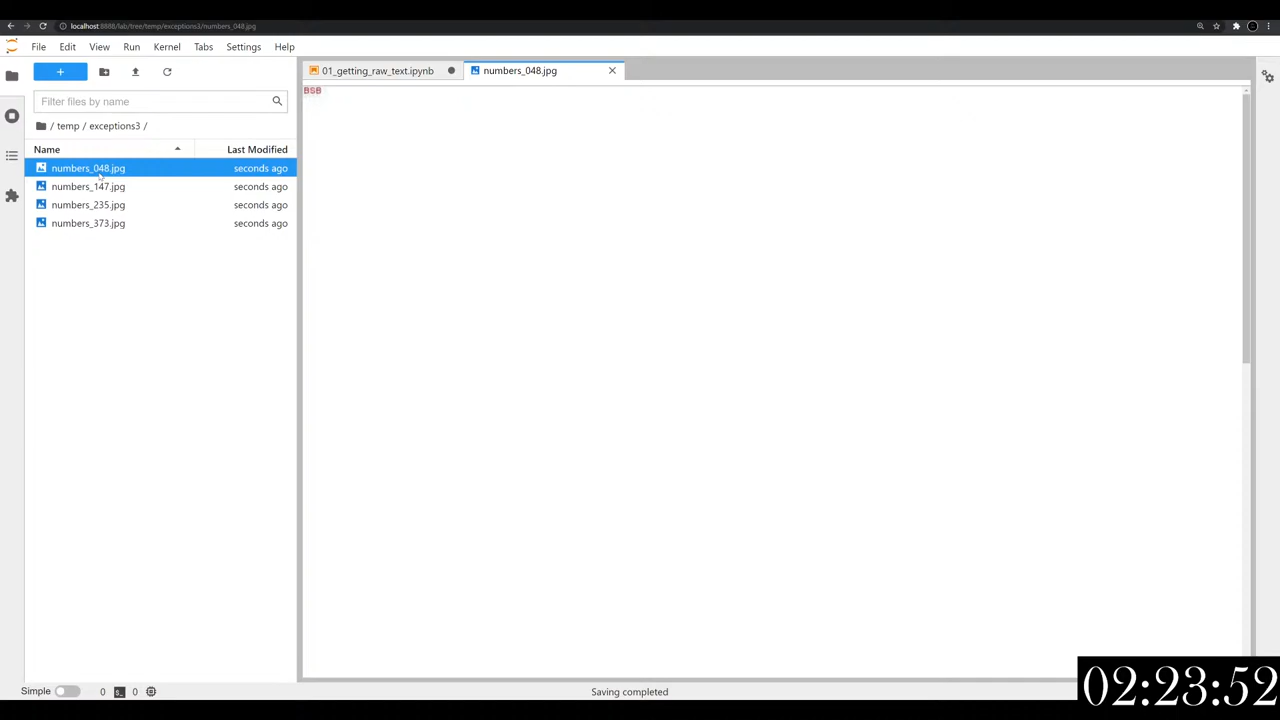 localhost:8888/lab/tree/temp/exceptions3/numbers_048.jpg
File Edit View Run Kernel Tabs Settings Help
+
01_getting_raw_text.ipynb
numbers_048.jpg
Filter files by name
BSB
/ temp / exceptions3 /
Name Last Modified
numbers_048.jpg seconds ago
numbers_147.jpg seconds ago
numbers_235.jpg seconds ago
numbers_373.jpg seconds ago
Simple 0 0
Saving completed
02:23:52